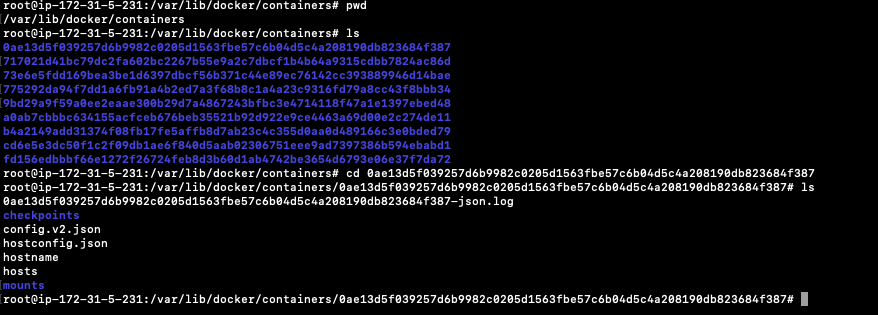 root@ip-172-31-5-231:/var/lib/docker/containers# pwd
/var/lib/docker/containers
root@ip-172-31-5-231:/var/lib/docker/containers# ls
0ae13d5f039257d6b9982c0205d1563fbe57c6b04d5c4a208190db823684f387
717021d41bc79dc2fa602bc2267b55e9a2c7dbcf1b4b64a9315cdbb7824ac86d
73e6e5fdd169bea3be1d6397dbcf56b371c44e89ec76142cc393889946d14bae
775292da94f7dd1a6fb91a4b2ed7a3f68b8c1a4a23c9316fd79a8cc43f8bbb34
9bd29a9f59a0ee2eaae300b29d7a4867243bfbc3e4714118f47a1e1397ebed48
a0ab7cbbbc634155acfceb676beb35521b92d922e9ce4463a69d00e2c274de11
b4a2149add31374f08fb17fe5affb8d7ab23c4c355d0aa0d489166c3e0bded79
cd6e5e3dc50f1c2f09db1ae6f840d5aab02306751eee9ad7397386b594ebabd1
fd156edbbbf66e1272f26724feb8d3b60d1ab4742be3654d6793e06e37f7da72
root@ip-172-31-5-231:/var/lib/docker/containers# cd 0ae13d5f039257d6b9982c0205d1563fbe57c6b04d5c4a208190db823684f387
root@ip-172-31-5-231:/var/lib/docker/containers/0ae13d5f039257d6b9982c0205d1563fbe57c6b04d5c4a208190db823684f387# ls
0ae13d5f039257d6b9982c0205d1563fbe57c6b04d5c4a208190db823684f387-json.log
checkpoints
config.v2.json
hostconfig.json
hostname
hosts
mounts
root@ip-172-31-5-231:/var/lib/docker/containers/0ae13d5f039257d6b9982c0205d1563fbe57c6b04d5c4a208190db823684f387#